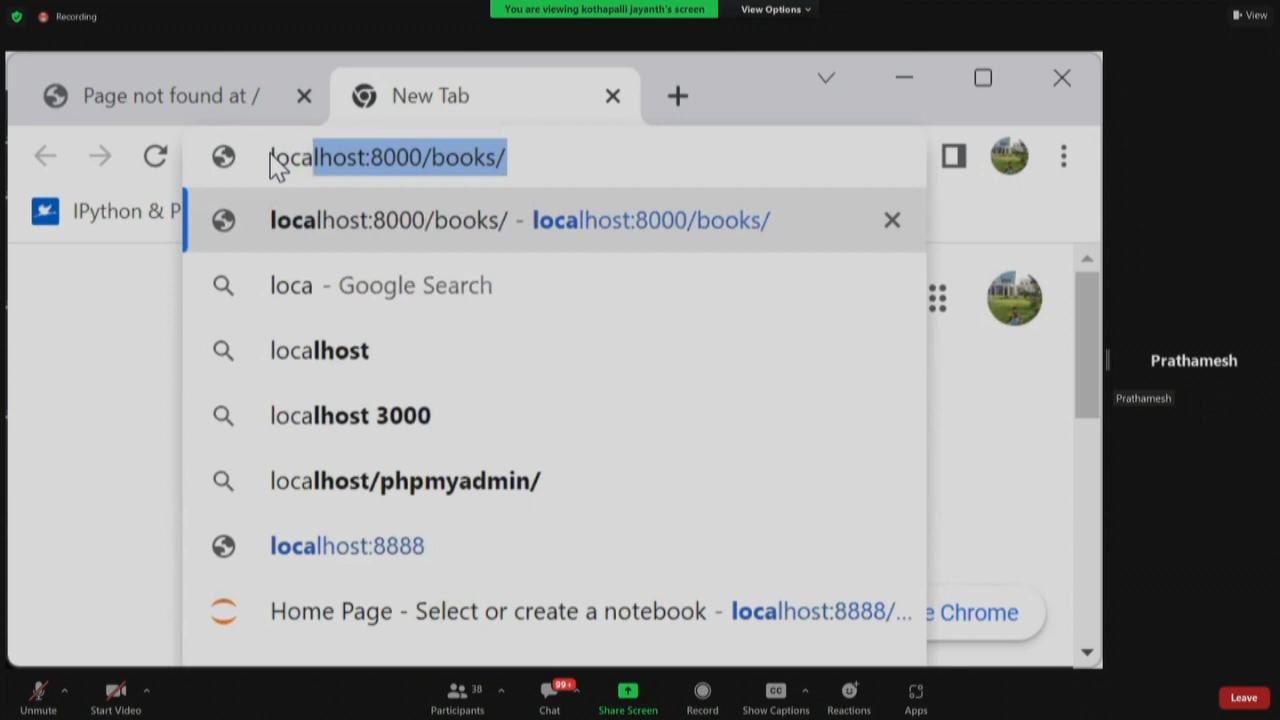 Recording
You are viewing kothapalli jayanth's screen
View Options
View
Page not found at /
New Tab
localhost:8000/books/
IPython & P
localhost:8000/books/ - localhost:8000/books/
loca - Google Search
localhost
localhost 3000
localhost/phpmyadmin/
localhost:8888
Home Page - Select or create a notebook - localhost:8888/...
e Chrome
Prathamesh
Prathamesh
Unmute
Start Video
Participants
38
Chat
99+
Share Screen
Record
CC
Show Captions
Reactions
Apps
Leave